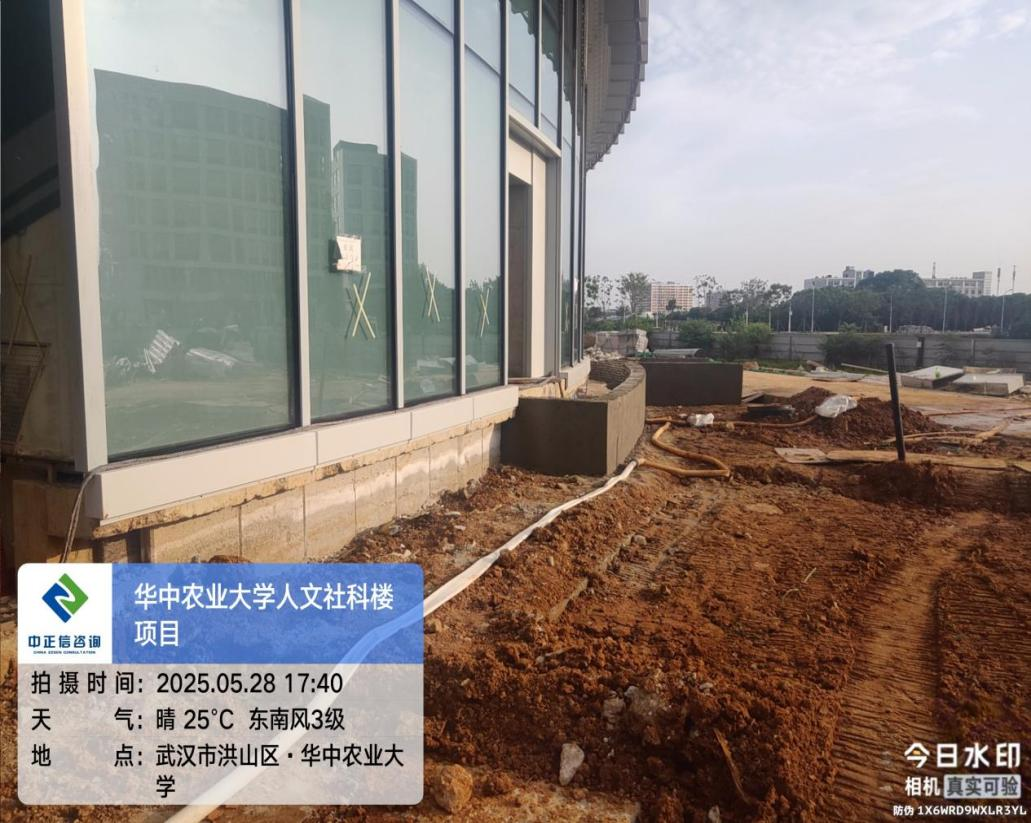 华中农业大学人文社科楼
项目
中正信咨询
拍摄时间：2025.05.28 17:40
天气：晴 25°C 东南风3级
地点：武汉市洪山区·华中农业大
学
今日水印
相机 真实可验
防伪 1X6WRD9WXLR3YL